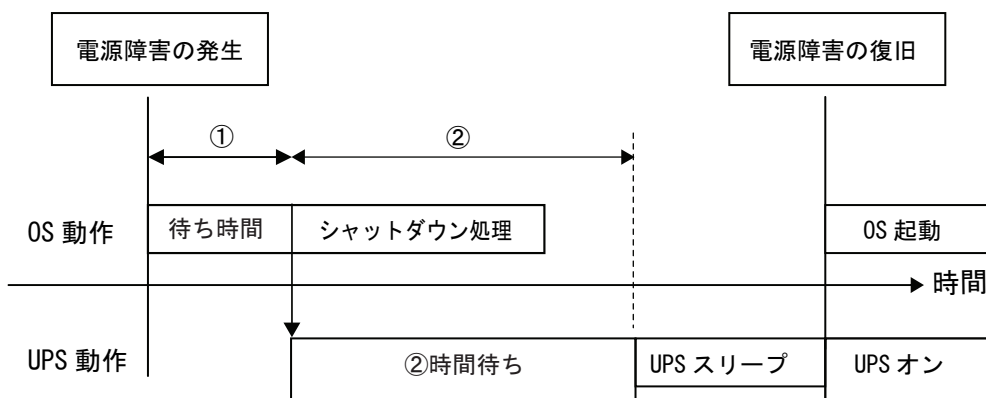 電源障害の発生
電源障害の復旧
①
②
OS 動作
待ち時間
シャットダウン処理
OS 起動
時間
UPS 動作
②時間待ち
UPS スリープ
UPS オン